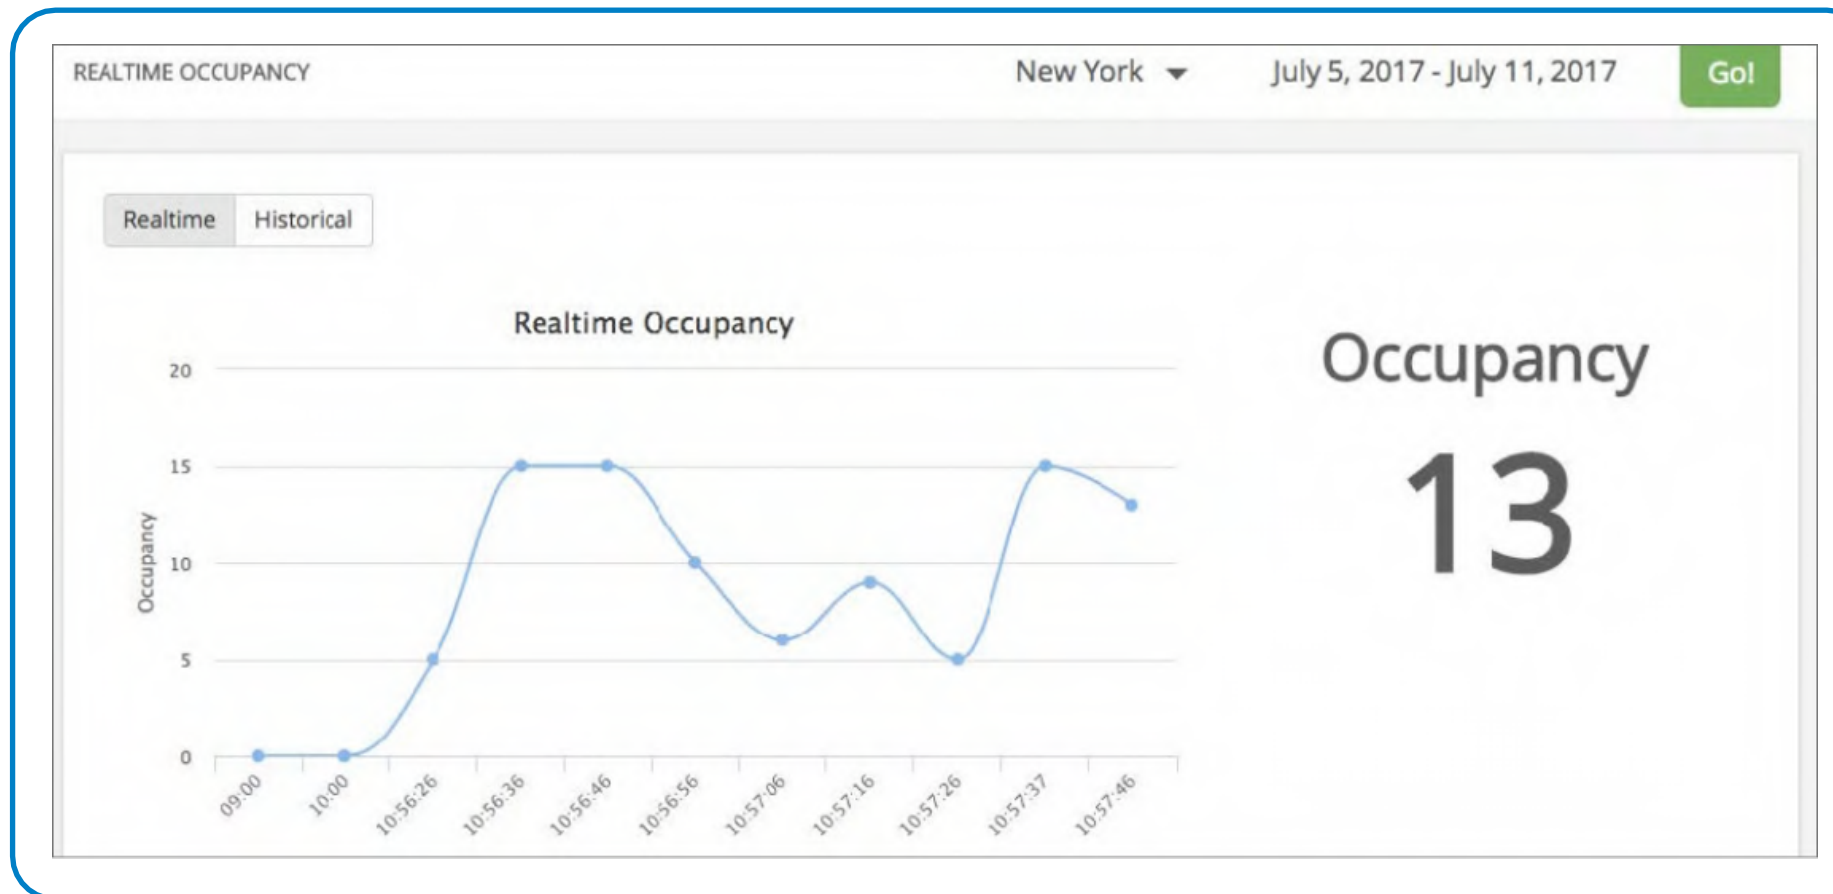 REALTIME OCCUPANCY New York July 5, 2017 - July 11, 2017 Go!
Realtime Historical
Realtime Occupancy
Occupancy
13
Occupancy
20
15
10
5
0
09:00 10:00 10:56:26 10:56:36 10:56:46 10:56:56 10:57:06 10:57:16 10:57:26 10:57:37 10:57:46